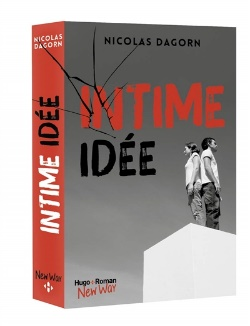 NICOLAS
DAGORN
INTIME IDÉE
New Way
NICOLAS DAGORN
INTIME
IDÉE
Hugo Roman
New Way